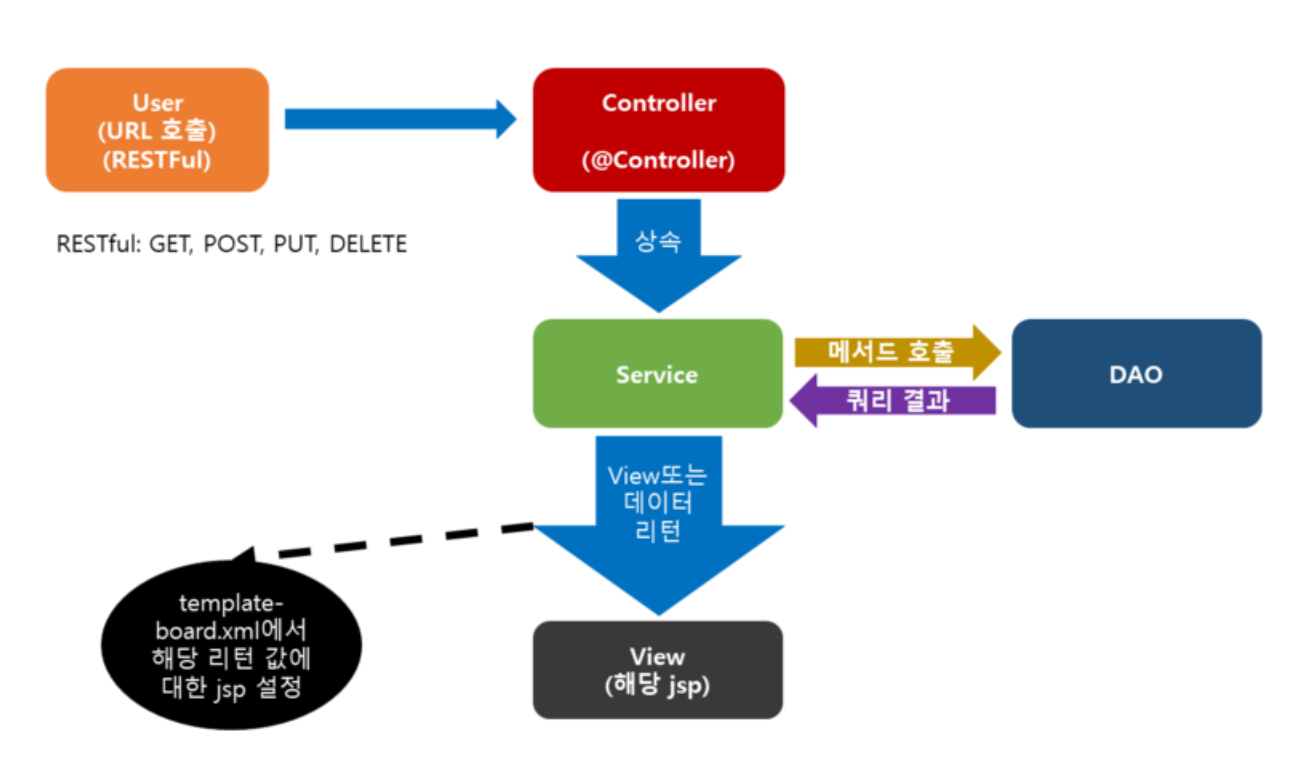 User
(URL 호출)
(RESTFul)
Controller
(@Controller)
RESTful: GET, POST, PUT, DELETE
상속
Service
메서드 호출
쿼리 결과
DAO
View또는
데이터
리턴
template-
board.xml에서
해당 리턴 값에
대한 jsp 설정
View
(해당 jsp)